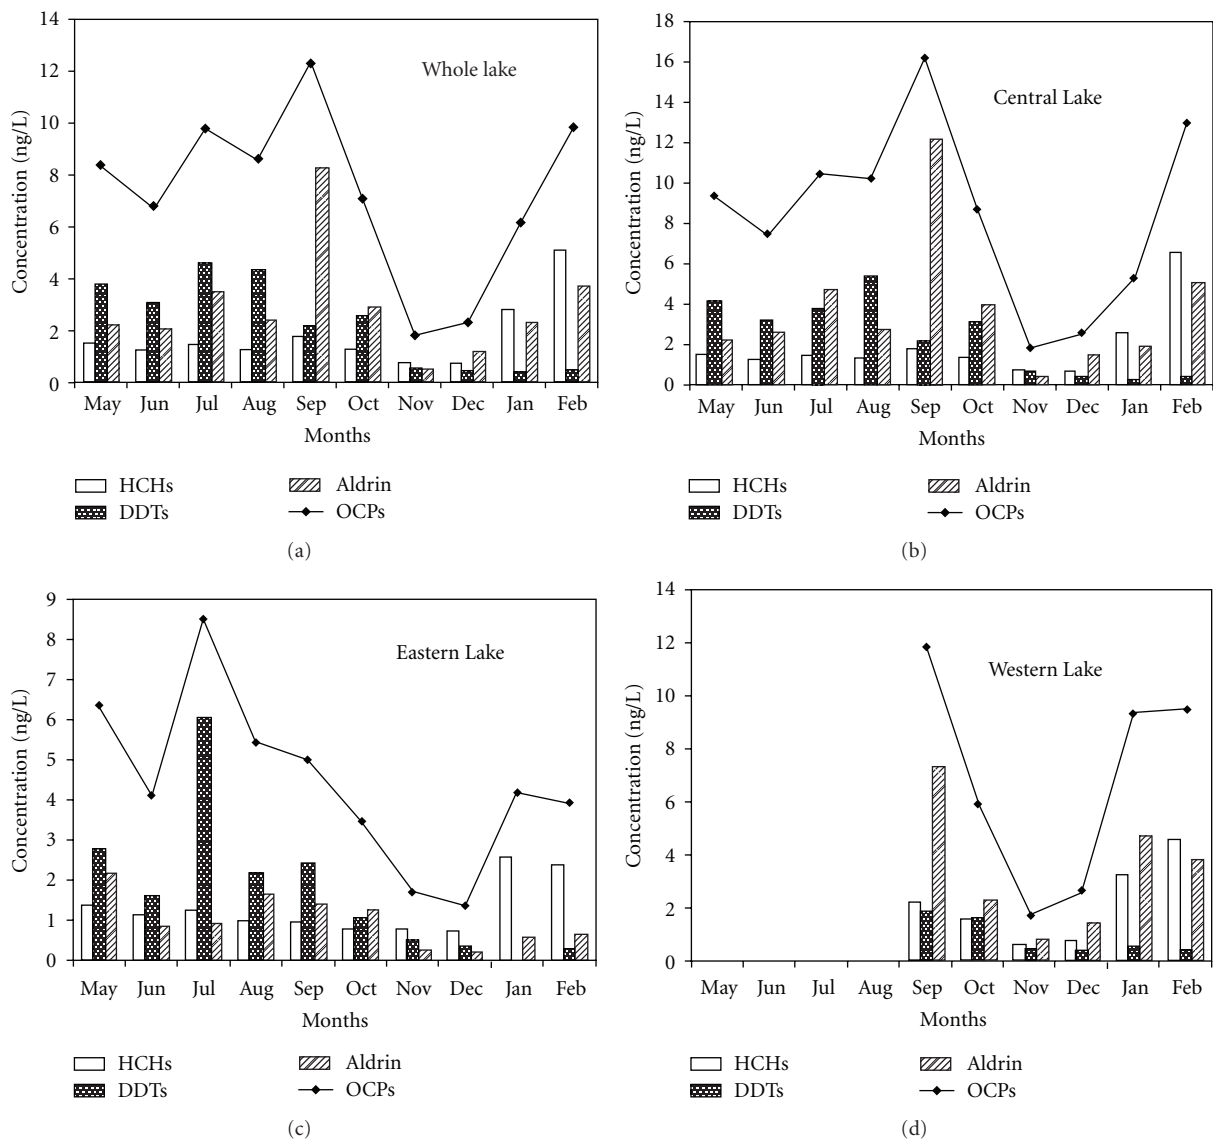 14
12
10
8
6
4
2
0
Concentration (ng/L)
Whole lake
May Jun Jul Aug Sep Oct Nov Dec Jan Feb
Months
HCHs
DDTs
Aldrin
OCPs
(a)
18
16
14
12
10
8
6
4
2
0
Concentration (ng/L)
Central Lake
May Jun Jul Aug Sep Oct Nov Dec Jan Feb
Months
HCHs
DDTs
Aldrin
OCPs
(b)
9
8
7
6
5
4
3
2
1
0
Concentration (ng/L)
Eastern Lake
May Jun Jul Aug Sep Oct Nov Dec Jan Feb
Months
HCHs
DDTs
Aldrin
OCPs
(c)
14
12
10
8
6
4
2
0
Concentration (ng/L)
Western Lake
May Jun Jul Aug Sep Oct Nov Dec Jan Feb
Months
HCHs
DDTs
Aldrin
OCPs
(d)